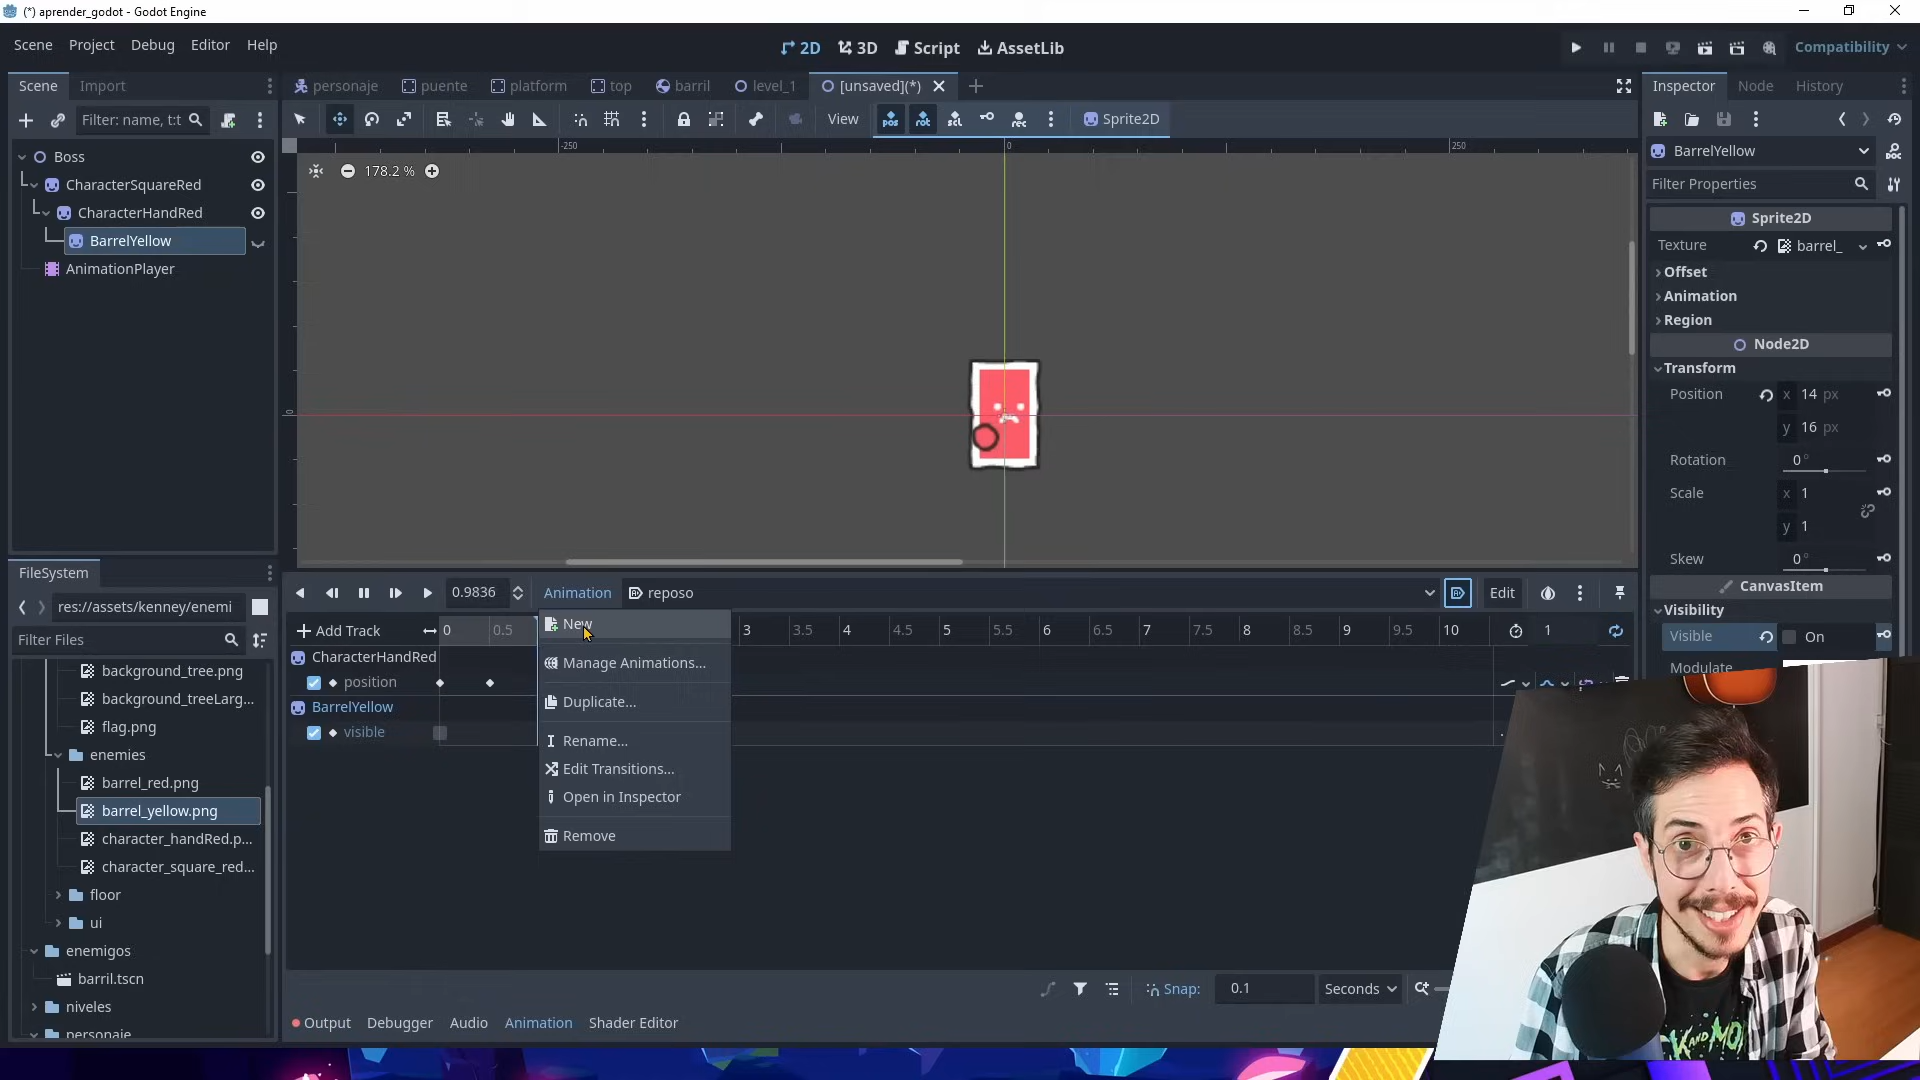 (*) aprender_godot - Godot Engine
Scene Project Debug Editor Help
2D 3D Script AssetLib
Compatibility
Scene Import
personaje puente platform top barril level_1 [unsaved](*)
Inspector Node History
Filter: name, t:t
View
Sprite2D
-250 0 250
178.2 %
Boss
CharacterSquareRed
CharacterHandRed
BarrelYellow
AnimationPlayer
BarrelYellow
Filter Properties
Sprite2D
Texture barrel_
Offset
Animation
Region
Node2D
Transform
Position x 14 px
y 16 px
Rotation 0 °
Scale x 1
y 1
Skew 0 °
CanvasItem
Visibility
Visible On
Modulate
0
FileSystem
res://assets/kenney/enemi
Filter Files
background_tree.png
background_treeLarg...
flag.png
enemies
barrel_red.png
barrel_yellow.png
character_handRed.p...
character_square_red...
floor
ui
enemigos
barril.tscn
niveles
personaje
0.9836 Animation reposo Edit
Add Track 0 0.5 3 3.5 4 4.5 5 5.5 6 6.5 7 7.5 8 8.5 9 9.5 10 1
CharacterHandRed
position
BarrelYellow
visible
New
Manage Animations...
Duplicate...
Rename...
Edit Transitions...
Open in Inspector
Remove
Snap: 0.1 Seconds
Output Debugger Audio Animation Shader Editor